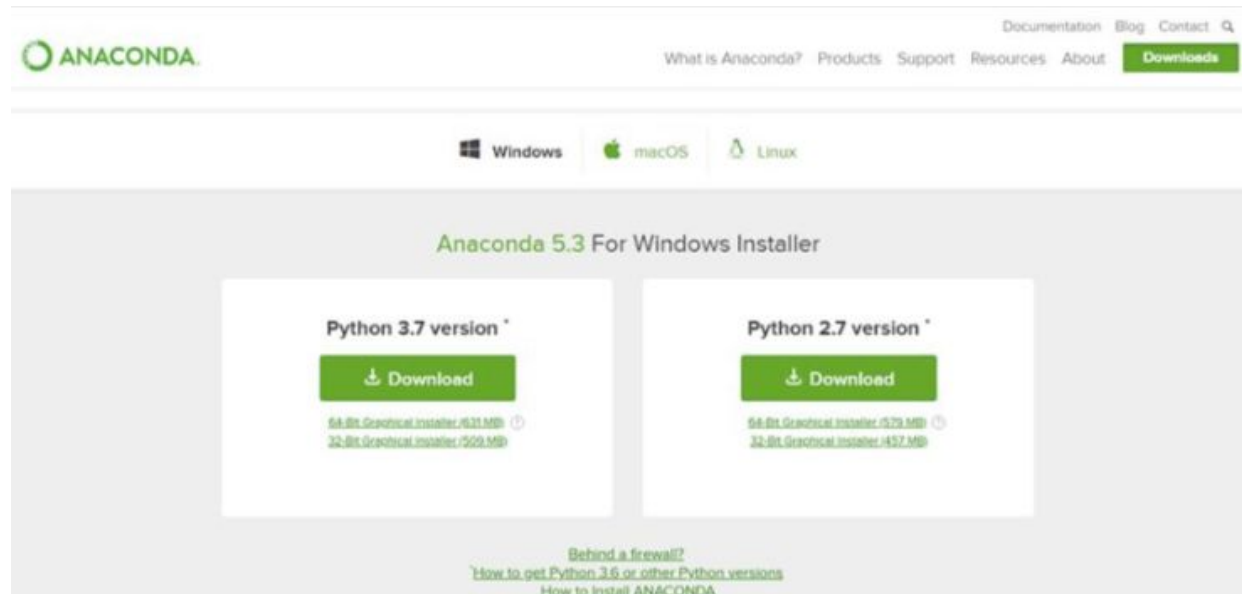 Documentation Blog Contact
ANACONDA.
What is Anaconda? Products Support Resources About Downloads
Windows macOS Linux
Anaconda 5.3 For Windows Installer
Python 3.7 version *
Python 2.7 version *
Download
Download
64-Bit Graphical Installer (631 MB) ?
64-Bit Graphical Installer (579 MB) ?
32-Bit Graphical Installer (509 MB)
32-Bit Graphical Installer (457 MB)
Behind a firewall?
*How to get Python 3.6 or other Python versions
How to Install ANACONDA